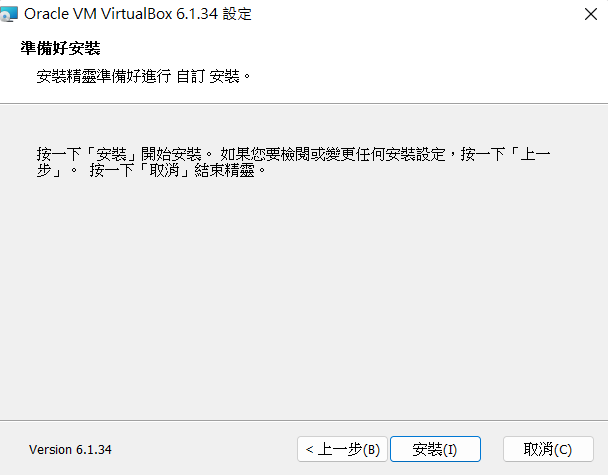 Oracle VM VirtualBox 6.1.34 設定
準備好安裝
安裝精靈準備好進行 自訂 安裝。
按一下「安裝」開始安裝。 如果您要檢閱或變更任何安裝設定，按一下「上一
步」。 按一下「取消」結束精靈。
Version 6.1.34
< 上一步(B)
安裝(I)
取消(C)